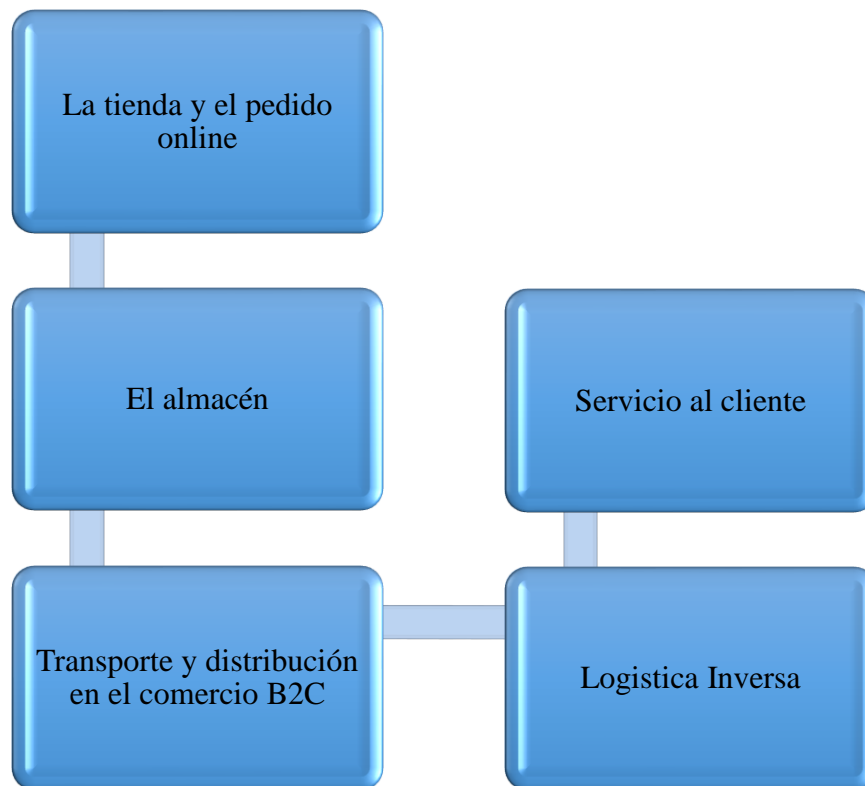 La tienda y el pedido
online
El almacén
Transporte y distribución
en el comercio B2C
Logistica Inversa
Servicio al cliente